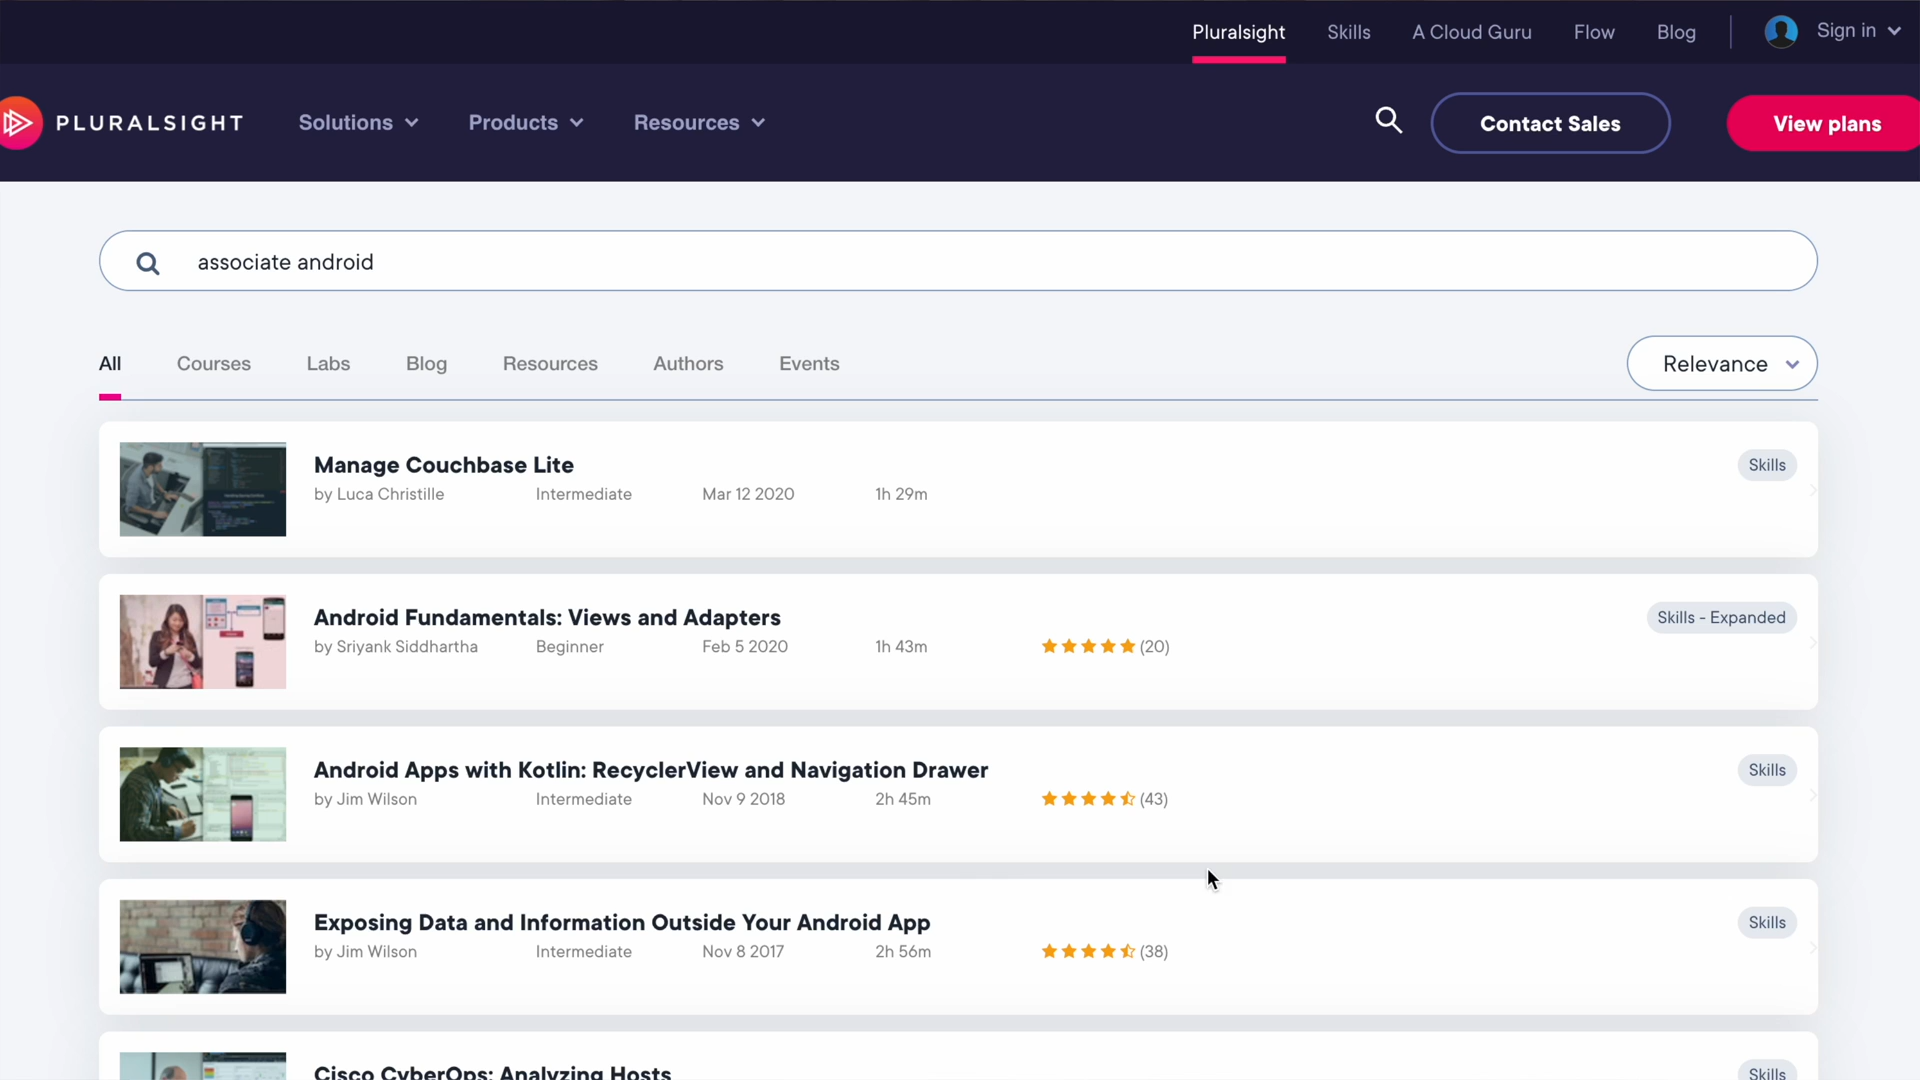 Pluralsight Skills A Cloud Guru Flow Blog Sign in
PLURALSIGHT Solutions Products Resources Contact Sales View plans
associate android
All Courses Labs Blog Resources Authors Events Relevance
Manage Couchbase Lite Skills
by Luca Christille Intermediate Mar 12 2020 1h 29m
Android Fundamentals: Views and Adapters Skills - Expanded
by Sriyank Siddhartha Beginner Feb 5 2020 1h 43m (20)
Android Apps with Kotlin: RecyclerView and Navigation Drawer Skills
by Jim Wilson Intermediate Nov 9 2018 2h 45m (43)
Exposing Data and Information Outside Your Android App Skills
by Jim Wilson Intermediate Nov 8 2017 2h 56m (38)
Cisco CyberOps: Analyzing Hosts Skills